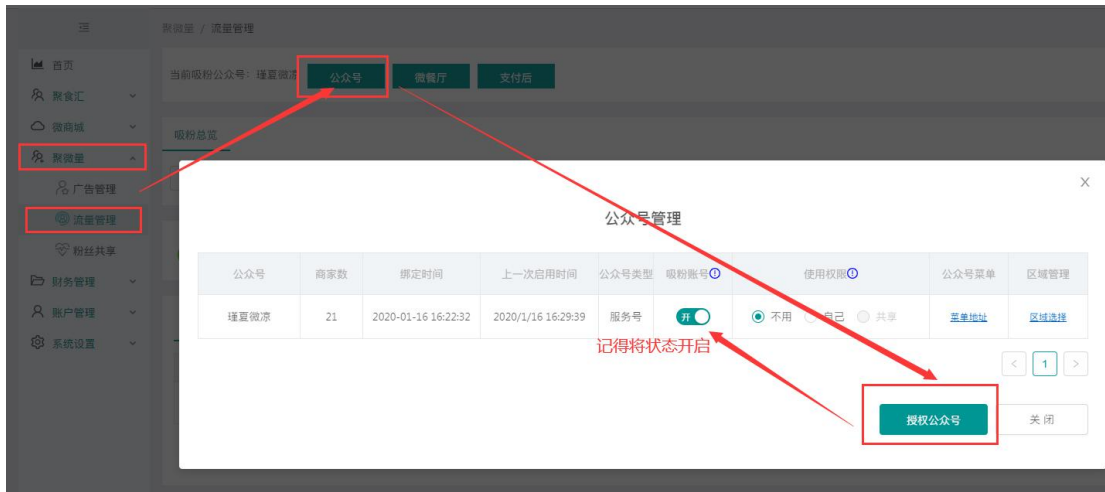 聚微量 / 流量管理
首页
聚食汇
微商城
聚微量
广告管理
流量管理
粉丝共享
财务管理
账户管理
系统设置
当前吸粉公众号：瑾夏微凉
公众号
微餐厅
支付后
吸粉总览
X
公众号管理
公众号 商家数 绑定时间 上一次启用时间 公众号类型 吸粉账号 使用权限 公众号菜单 区域管理
瑾夏微凉 21 2020-01-16 16:22:32 2020/1/16 16:29:39 服务号 开 不用 自己 共享 菜单地址 区域选择
记得将状态开启
< 1 >
授权公众号
关闭